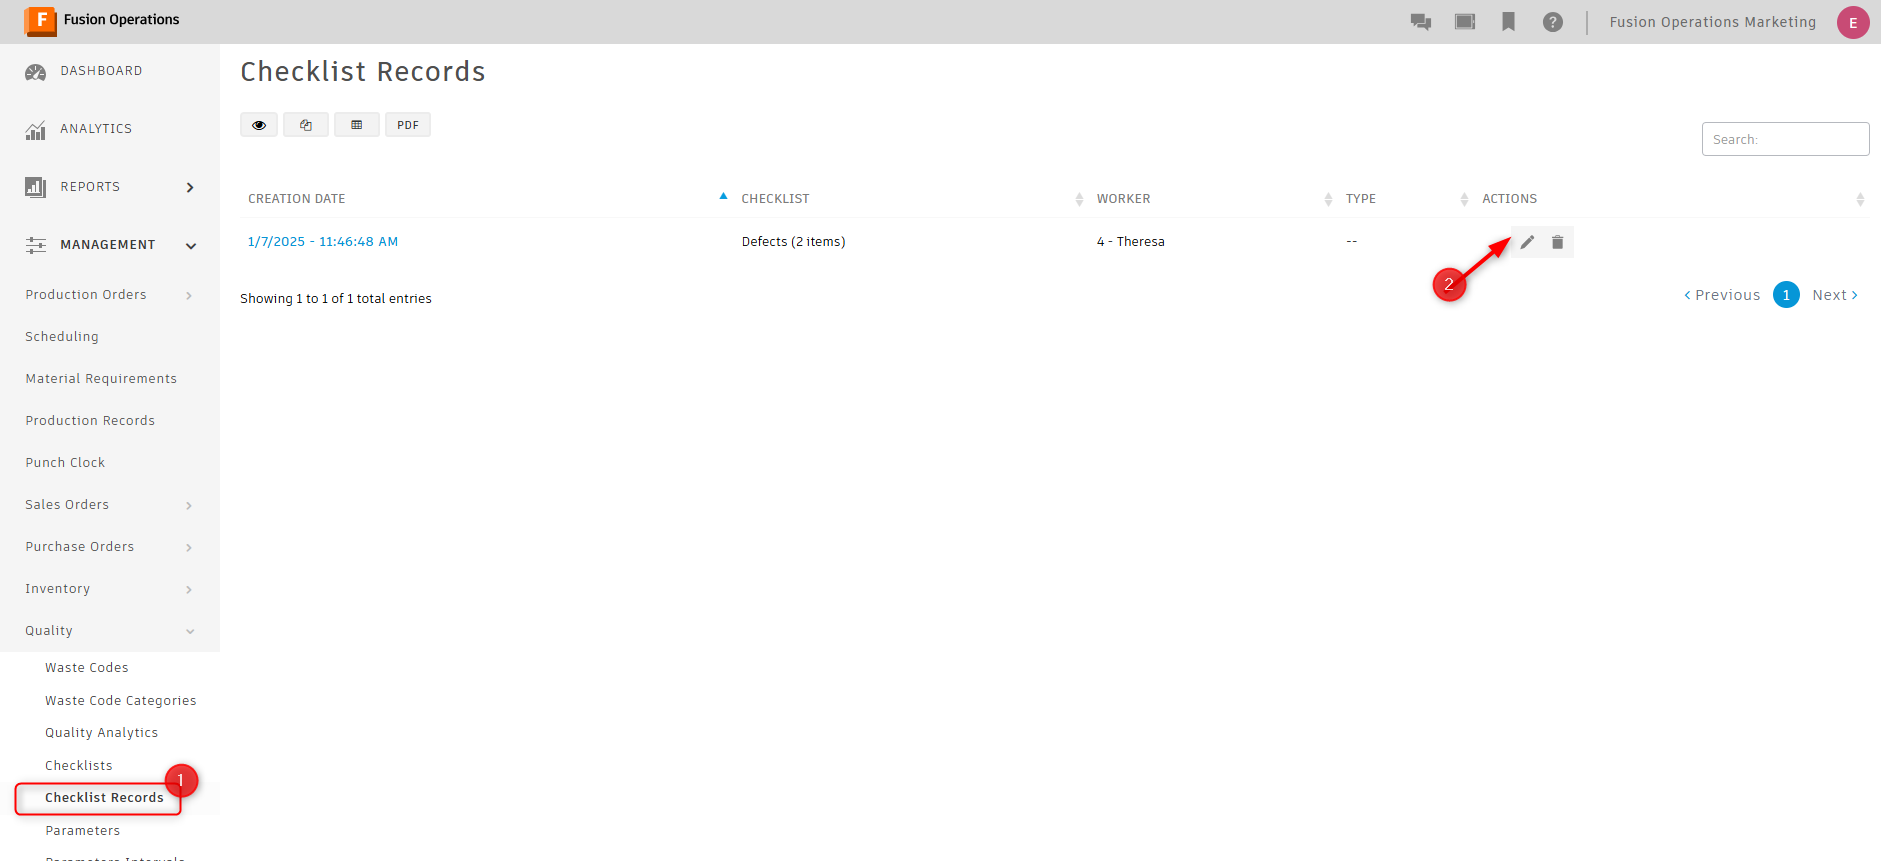 F Fusion Operations
? Fusion Operations Marketing E
DASHBOARD
ANALYTICS
REPORTS
MANAGEMENT
Production Orders
Scheduling
Material Requirements
Production Records
Punch Clock
Sales Orders
Purchase Orders
Inventory
Quality
Waste Codes
Waste Code Categories
Quality Analytics
Checklists
1
Checklist Records
Parameters
Parameters Intervals
Checklist Records
PDF
Search:
CREATION DATE CHECKLIST WORKER TYPE ACTIONS
1/7/2025 - 11:46:48 AM Defects (2 items) 4 - Theresa --
2
Showing 1 to 1 of 1 total entries
Previous 1 Next